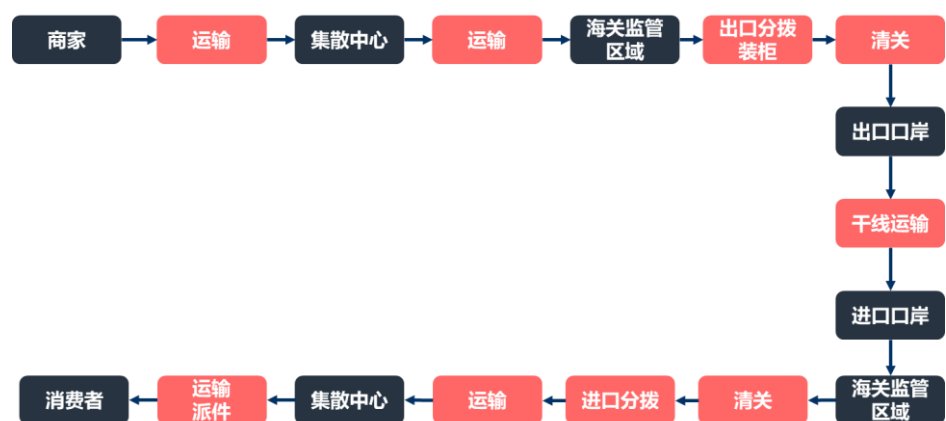 商家
运输
集散中心
运输
海关监管
区域
出口分拨
装柜
清关
出口口岸
干线运输
进口口岸
海关监管
区域
清关
进口分拨
运输
集散中心
运输
派件
消费者